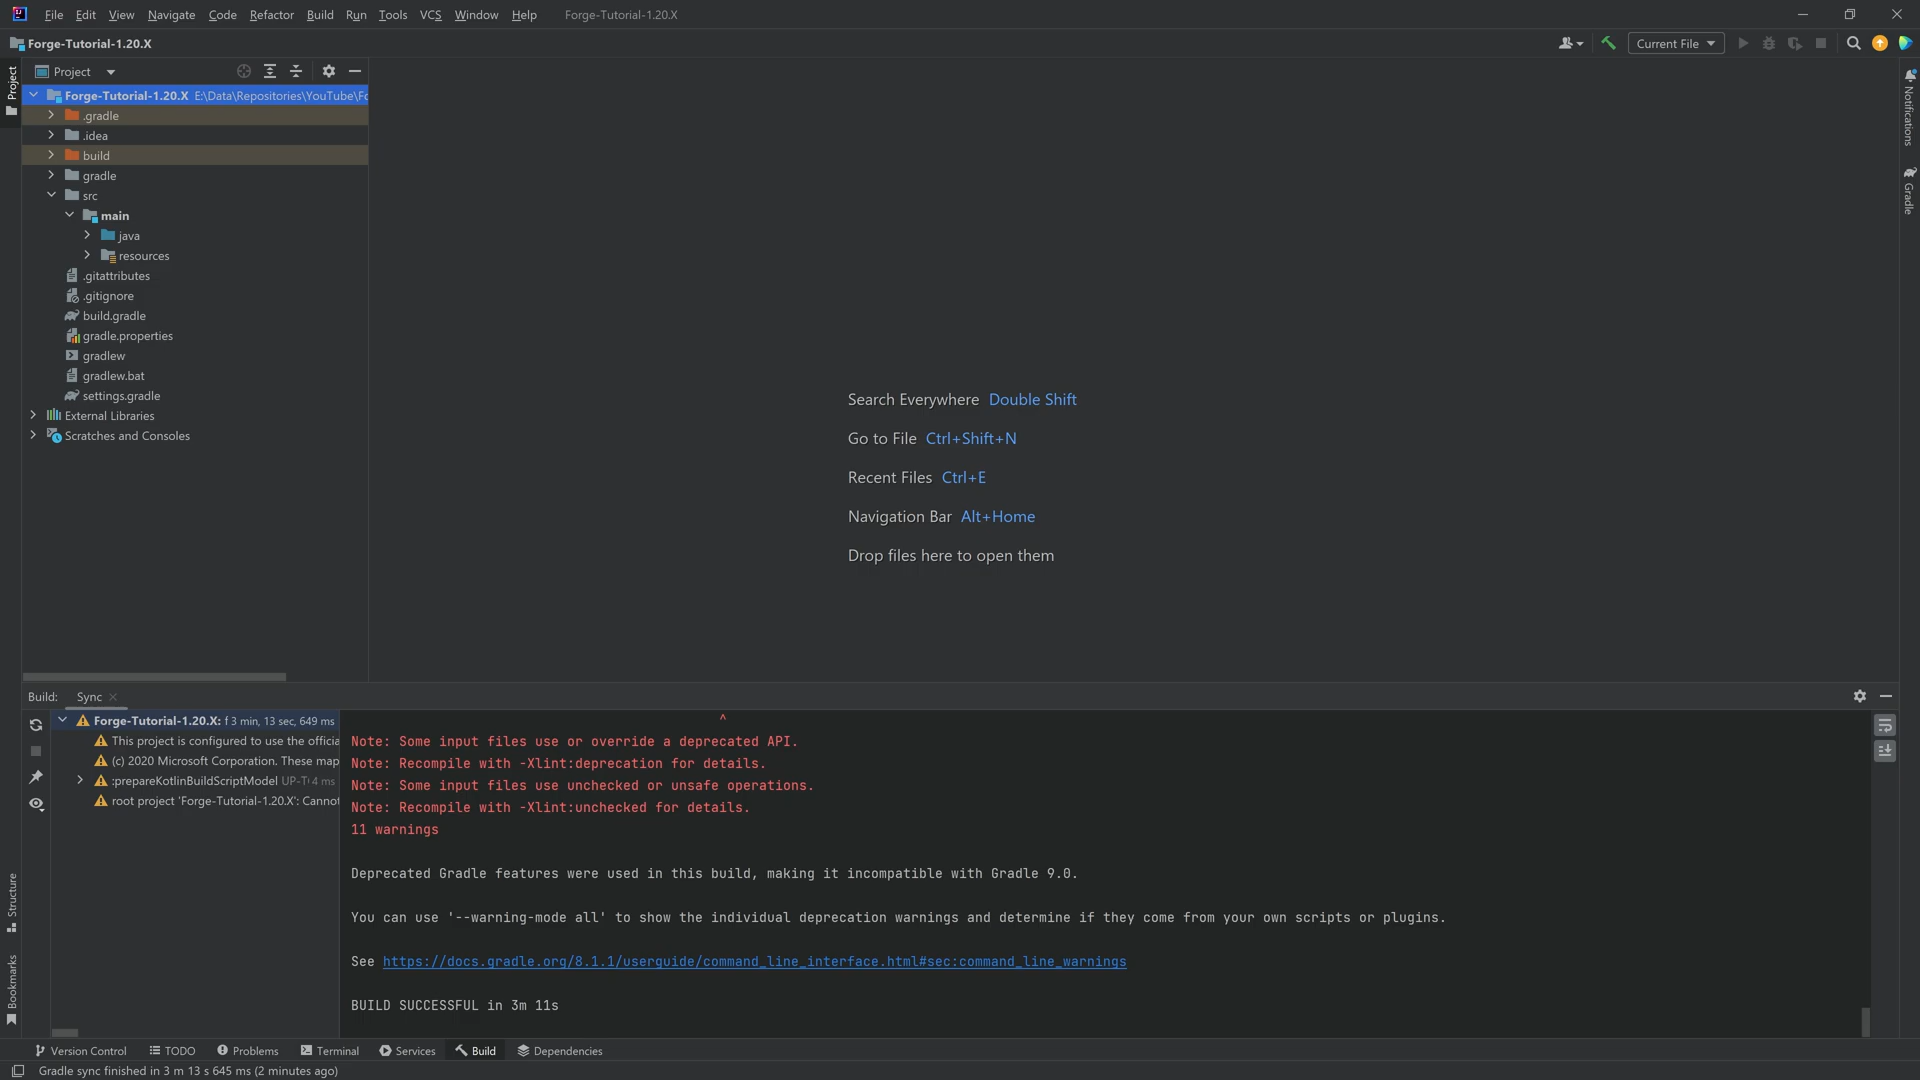 File Edit View Navigate Code Refactor Build Run Tools VCS Window Help Forge-Tutorial-1.20.X
Forge-Tutorial-1.20.X
Current File
Project
Project
Forge-Tutorial-1.20.X E:\Data\Repositories\YouTube\Fo
.gradle
.idea
build
gradle
src
main
java
resources
.gitattributes
.gitignore
build.gradle
gradle.properties
gradlew
gradlew.bat
settings.gradle
External Libraries
Scratches and Consoles
Search Everywhere Double Shift
Go to File Ctrl+Shift+N
Recent Files Ctrl+E
Navigation Bar Alt+Home
Drop files here to open them
Notifications
Gradle
Build: Sync
Forge-Tutorial-1.20.X: f 3 min, 13 sec, 649 ms
This project is configured to use the officia
(c) 2020 Microsoft Corporation. These map
:prepareKotlinBuildScriptModel UP-T 4 ms
root project 'Forge-Tutorial-1.20.X': Cannot
^
Note: Some input files use or override a deprecated API.
Note: Recompile with -Xlint:deprecation for details.
Note: Some input files use unchecked or unsafe operations.
Note: Recompile with -Xlint:unchecked for details.
11 warnings
Deprecated Gradle features were used in this build, making it incompatible with Gradle 9.0.
You can use '--warning-mode all' to show the individual deprecation warnings and determine if they come from your own scripts or plugins.
See https://docs.gradle.org/8.1.1/userguide/command_line_interface.html#sec:command_line_warnings
BUILD SUCCESSFUL in 3m 11s
Structure
Bookmarks
Version Control TODO Problems Terminal Services Build Dependencies
Gradle sync finished in 3 m 13 s 645 ms (2 minutes ago)